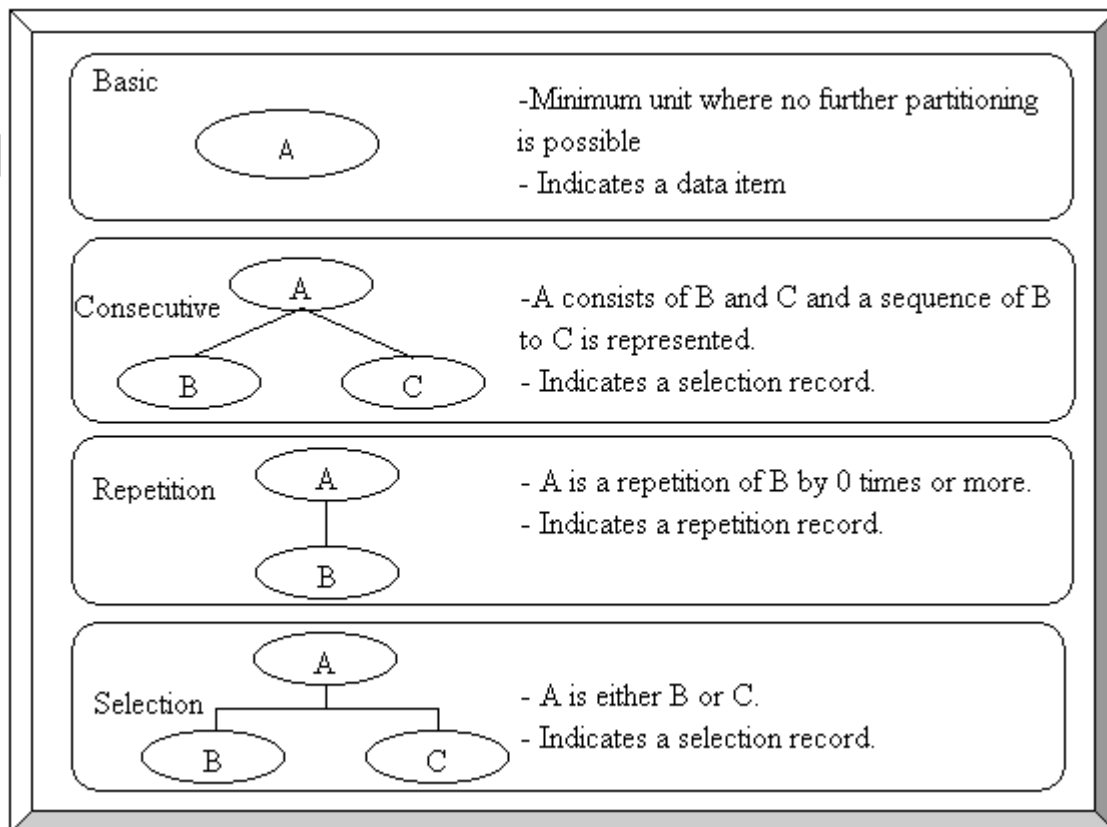 Basic
A
-Minimum unit where no further partitioning
is possible
- Indicates a data item
A
Consecutive
B
C
-A consists of B and C and a sequence of B
to C is represented.
- Indicates a selection record.
A
Repetition
B
- A is a repetition of B by 0 times or more.
- Indicates a repetition record.
A
Selection
B
C
- A is either B or C.
- Indicates a selection record.